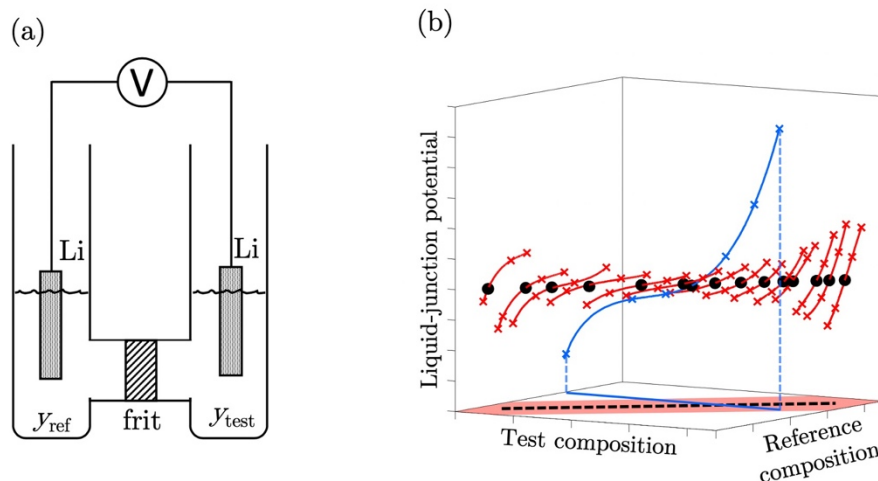 (a)
V
Li
Li
y_ref
frit
y_test
(b)
Liquid-junction potential
Test composition
Reference
composition